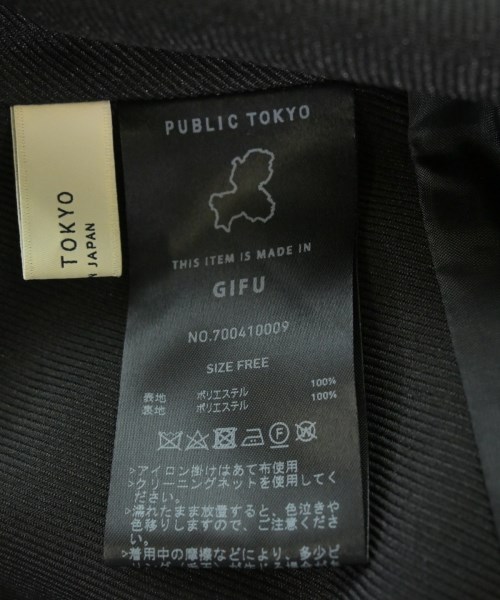 PUBLIC TOKYO
THIS ITEM IS MADE IN
GIFU
NO.700410009
SIZE FREE
表地 ポリエステル 100%
裏地 ポリエステル 100%
>アイロン掛けはあて布使用
>クリーニングネットを使用してく
ださい。
>濡れたまま放置すると、色泣きや
色移りしますので、ご注意くださ
い。
>着用中の摩擦などにより、多少ピ
TOKYO
N JAPAN